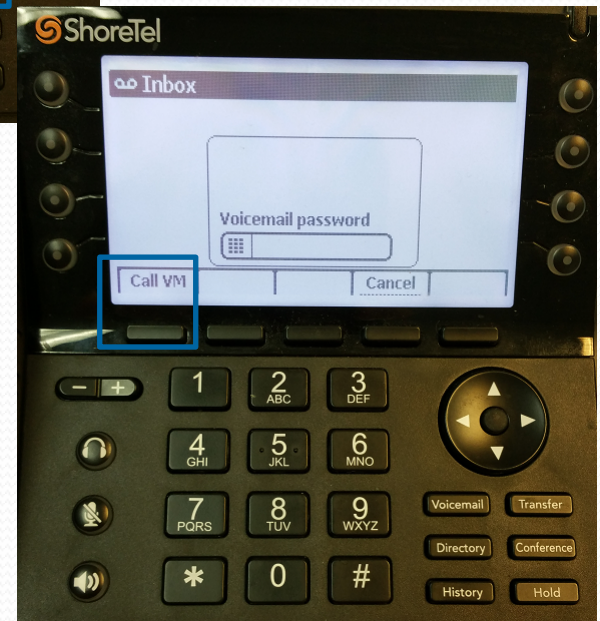 ShoreTel
Inbox
Voicemail password
Call VM
Cancel
- +
1
2
ABC
3
DEF
4
GHI
5
JKL
6
MNO
7
PQRS
8
TUV
9
WXYZ
*
0
#
Voicemail
Transfer
Directory
Conference
History
Hold